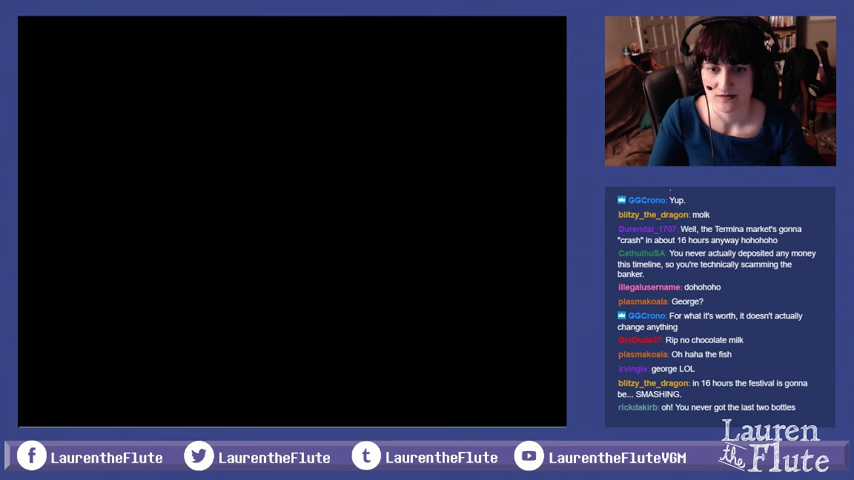 GGCrono: Yup.
blitzy_the_dragon: molk
Durendal_1707: Well, the Termina market's gonna
"crash" in about 16 hours anyway hohohoho
CathulhuSA: You never actually deposited any money
this timeline, so you're technically scamming the
banker.
illegalusername: dohohoho
plasmakoala: George?
GGCrono: For what it's worth, it doesn't actually
change anything
Rip no chocolate milk
plasmakoala: Oh haha the fish
irvingiv: george LOL
blitzy_the_dragon: in 16 hours the festival is gonna
be... SMASHING.
rickdakirb: oh! You never got the last two bottles
LaurentheFlute
LaurentheFlute
LaurentheFlute
LaurentheFluteVGM
Lauren
the Flute